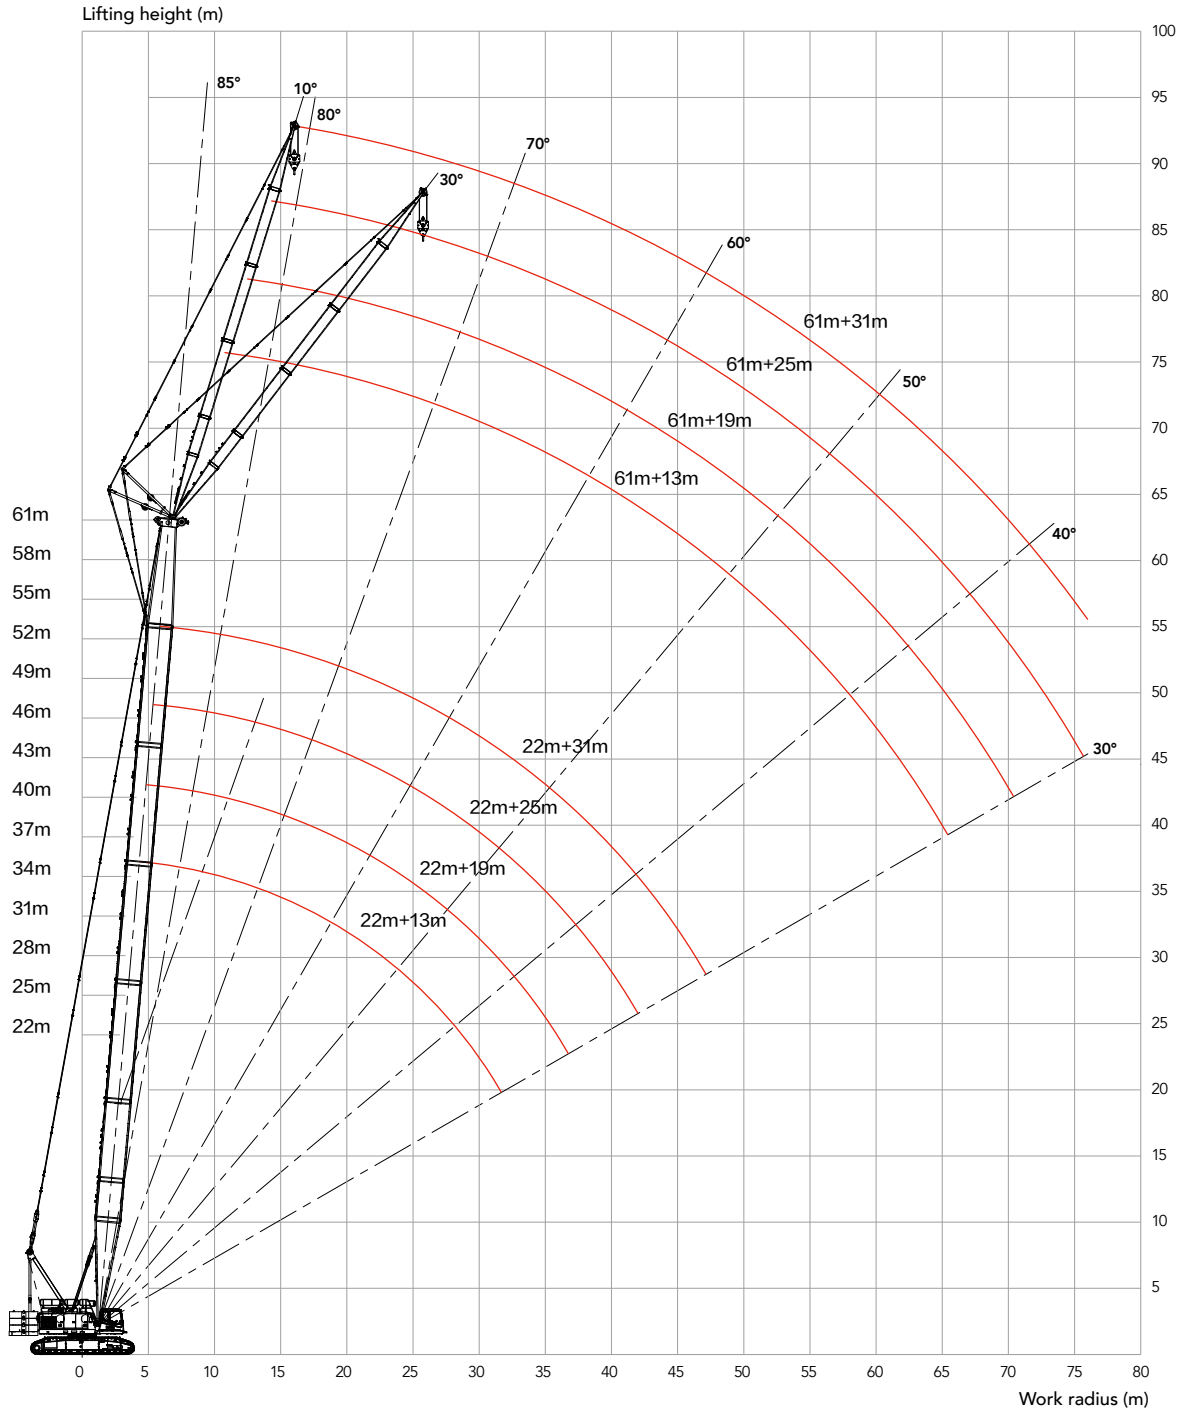 Lifting height (m)
100
95
90
85
80
75
70
65
60
55
50
45
40
35
30
25
20
15
10
5
85°
10°
80°
70°
30°
60°
50°
40°
30°
61m+31m
61m+25m
61m+19m
61m+13m
22m+31m
22m+25m
22m+19m
22m+13m
61m
58m
55m
52m
49m
46m
43m
40m
37m
34m
31m
28m
25m
22m
0 5 10 15 20 25 30 35 40 45 50 55 60 65 70 75 80
Work radius (m)